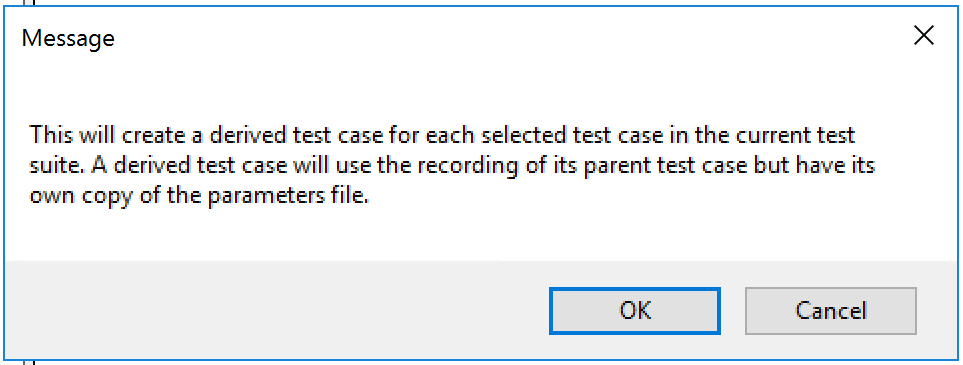 Message
This will create a derived test case for each selected test case in the current test
suite. A derived test case will use the recording of its parent test case but have its
own copy of the parameters file.
OK
Cancel